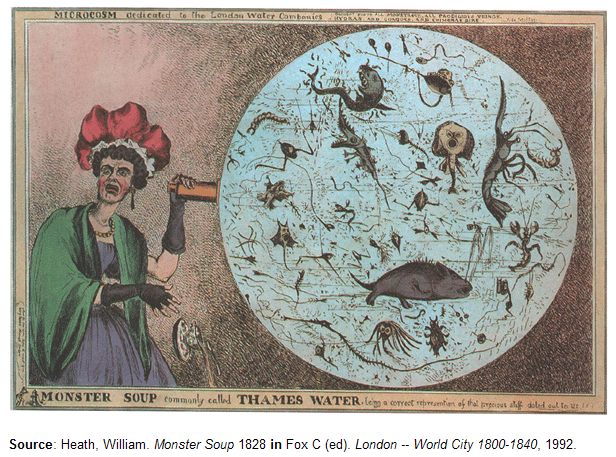 MICROCOSM dedicated to the London Water Companies
MONSTER SOUP commonly called THAMES WATER, being a correct representation of that precious stuff doled out to us
Source: Heath, William. Monster Soup 1828 in Fox C (ed). London -- World City 1800-1840, 1992.